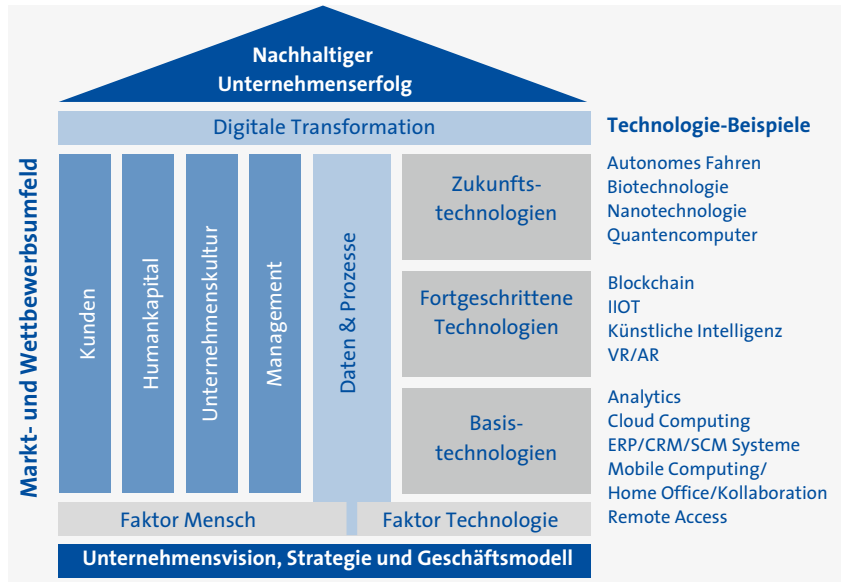 Nachhaltiger
Unternehmenserfolg
Digitale Transformation
Markt- und Wettbewerbsumfeld
Kunden
Humankapital
Unternehmenskultur
Management
Daten & Prozesse
Zukunfts-
technologien
Fortgeschrittene
Technologien
Basis-
technologien
Technologie-Beispiele
Autonomes Fahren
Biotechnologie
Nanotechnologie
Quantencomputer
Blockchain
IIOT
Künstliche Intelligenz
VR/AR
Analytics
Cloud Computing
ERP/CRM/SCM Systeme
Mobile Computing/
Home Office/Kollaboration
Remote Access
Faktor Mensch
Faktor Technologie
Unternehmensvision, Strategie und Geschäftsmodell